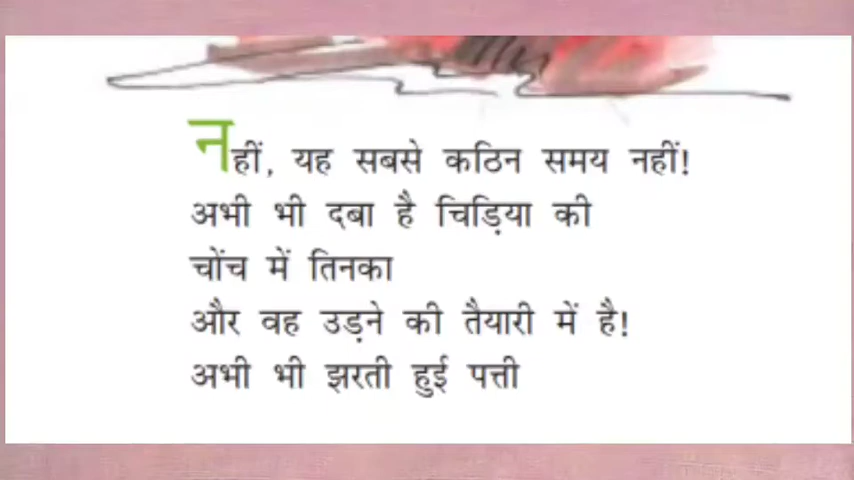 नहीं, यह सबसे कठिन समय नहीं!
अभी भी दबा है चिड़िया की
चोंच में तिनका
और वह उड़ने की तैयारी में है!
अभी भी झरती हुई पत्ती